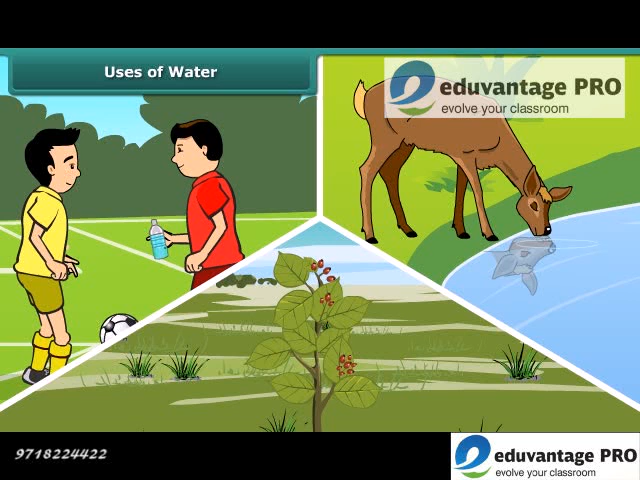 Uses of Water
eduvantage PRO
evolve your classroom
9718224422
eduvantage PRO
evolve your classroom